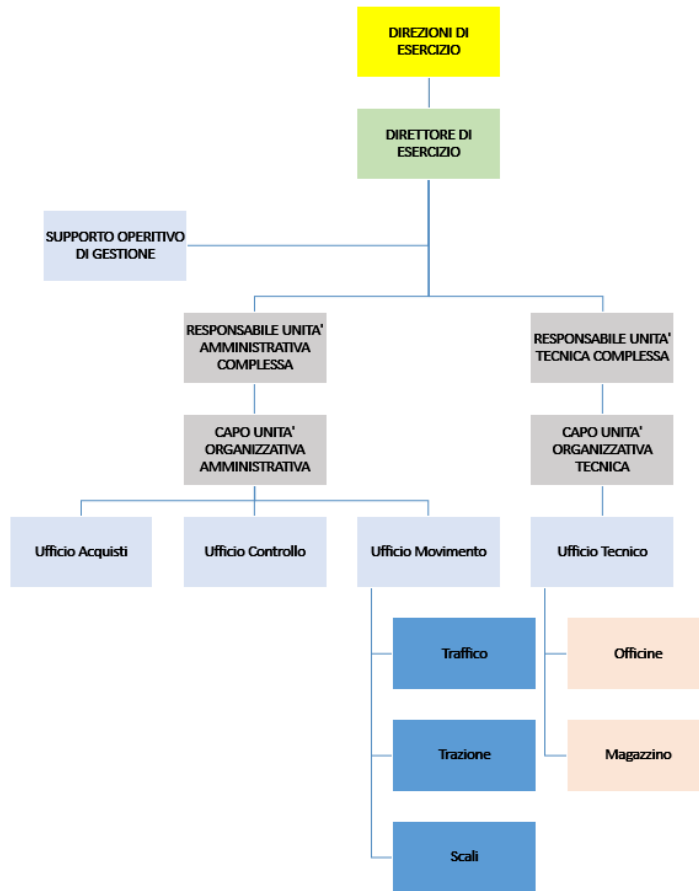 DIREZIONI DI
ESERCIZIO
DIRETTORE DI
ESERCIZIO
SUPPORTO OPERITIVO
DI GESTIONE
RESPONSABILE UNITA'
AMMINISTRATIVA
COMPLESSA
RESPONSABILE UNITA'
TECNICA COMPLESSA
CAPO UNITA'
ORGANIZZATIVA
AMMINISTRATIVA
CAPO UNITA'
ORGANIZZATIVA
TECNICA
Ufficio Acquisti
Ufficio Controllo
Ufficio Movimento
Ufficio Tecnico
Traffico
Officine
Trazione
Magazzino
Scali